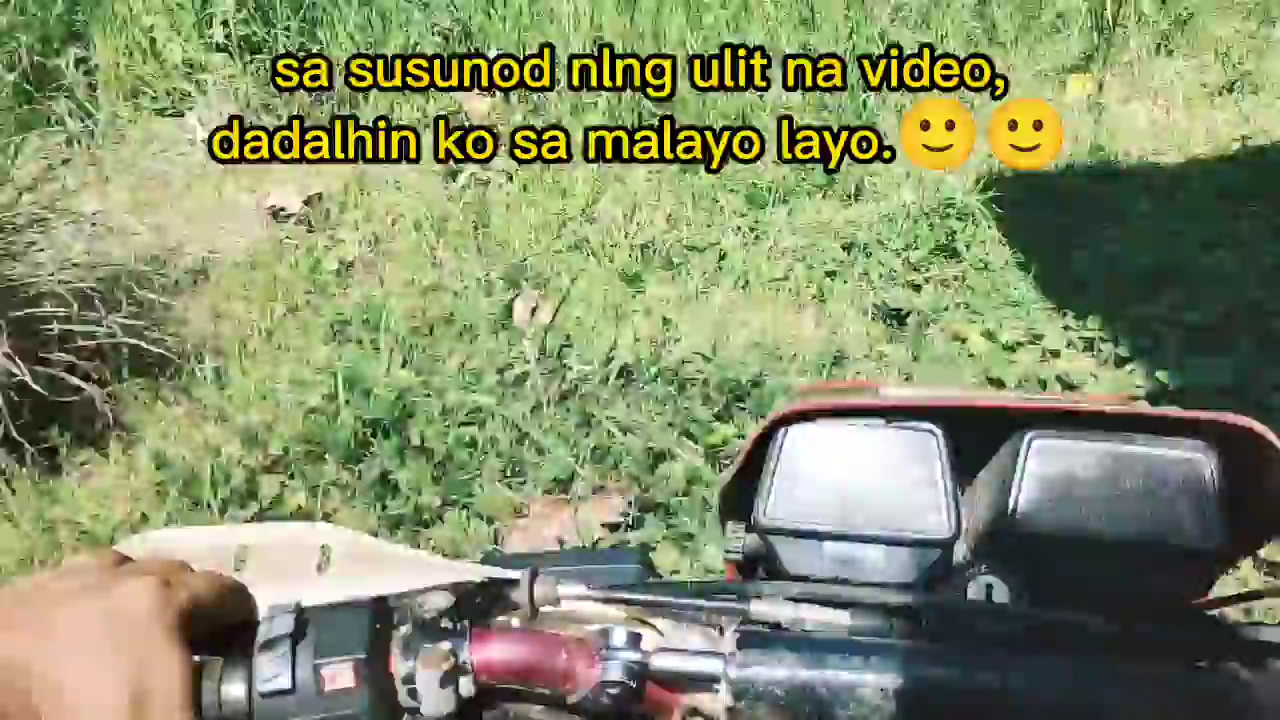 sa susunod nlng ulit na video,
dadalhin ko sa malayo layo.🙂🙂